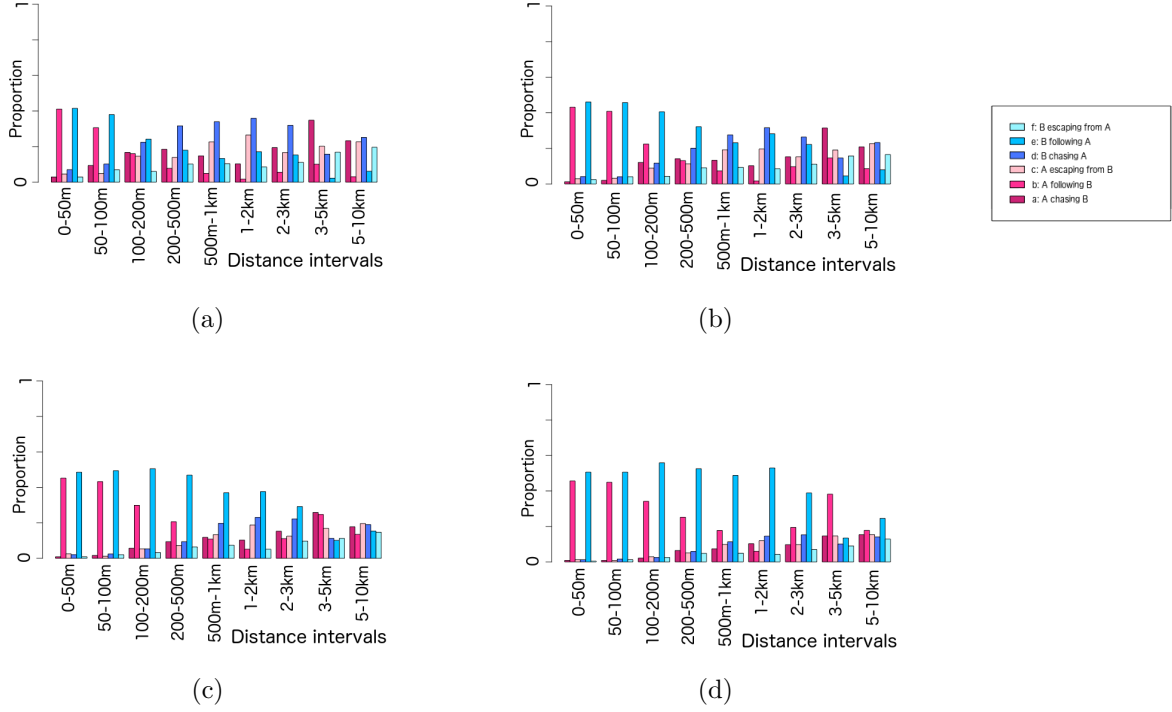 1
Proportion
0
0-50m
50-100m
100-200m
200-500m
500m-1km
1-2km
2-3km
3-5km
5-10km
Distance intervals
(a)
1
Proportion
0
0-50m
50-100m
100-200m
200-500m
500m-1km
1-2km
2-3km
3-5km
5-10km
Distance intervals
(b)
f: B escaping from A
e: B following A
d: B chasing A
c: A escaping from B
b: A following B
a: A chasing B
1
Proportion
0
0-50m
50-100m
100-200m
200-500m
500m-1km
1-2km
2-3km
3-5km
5-10km
Distance intervals
(c)
1
Proportion
0
0-50m
50-100m
100-200m
200-500m
500m-1km
1-2km
2-3km
3-5km
5-10km
Distance intervals
(d)